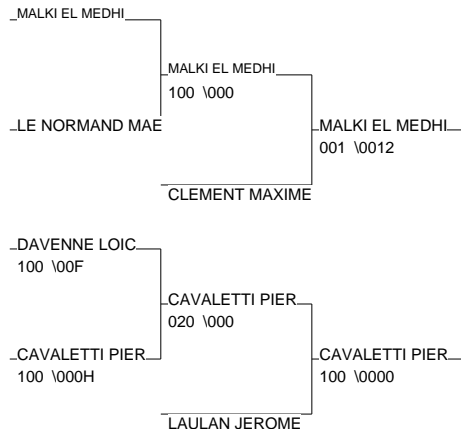 MALKI EL MEDHI
MALKI EL MEDHI
100 \000
LE NORMAND MAE
MALKI EL MEDHI
001 \0012
CLEMENT MAXIME
DAVENNE LOIC
100 \00F
CAVALETTI PIER
020 \000
CAVALETTI PIER
100 \000H
CAVALETTI PIER
100 \0000
LAULAN JEROME